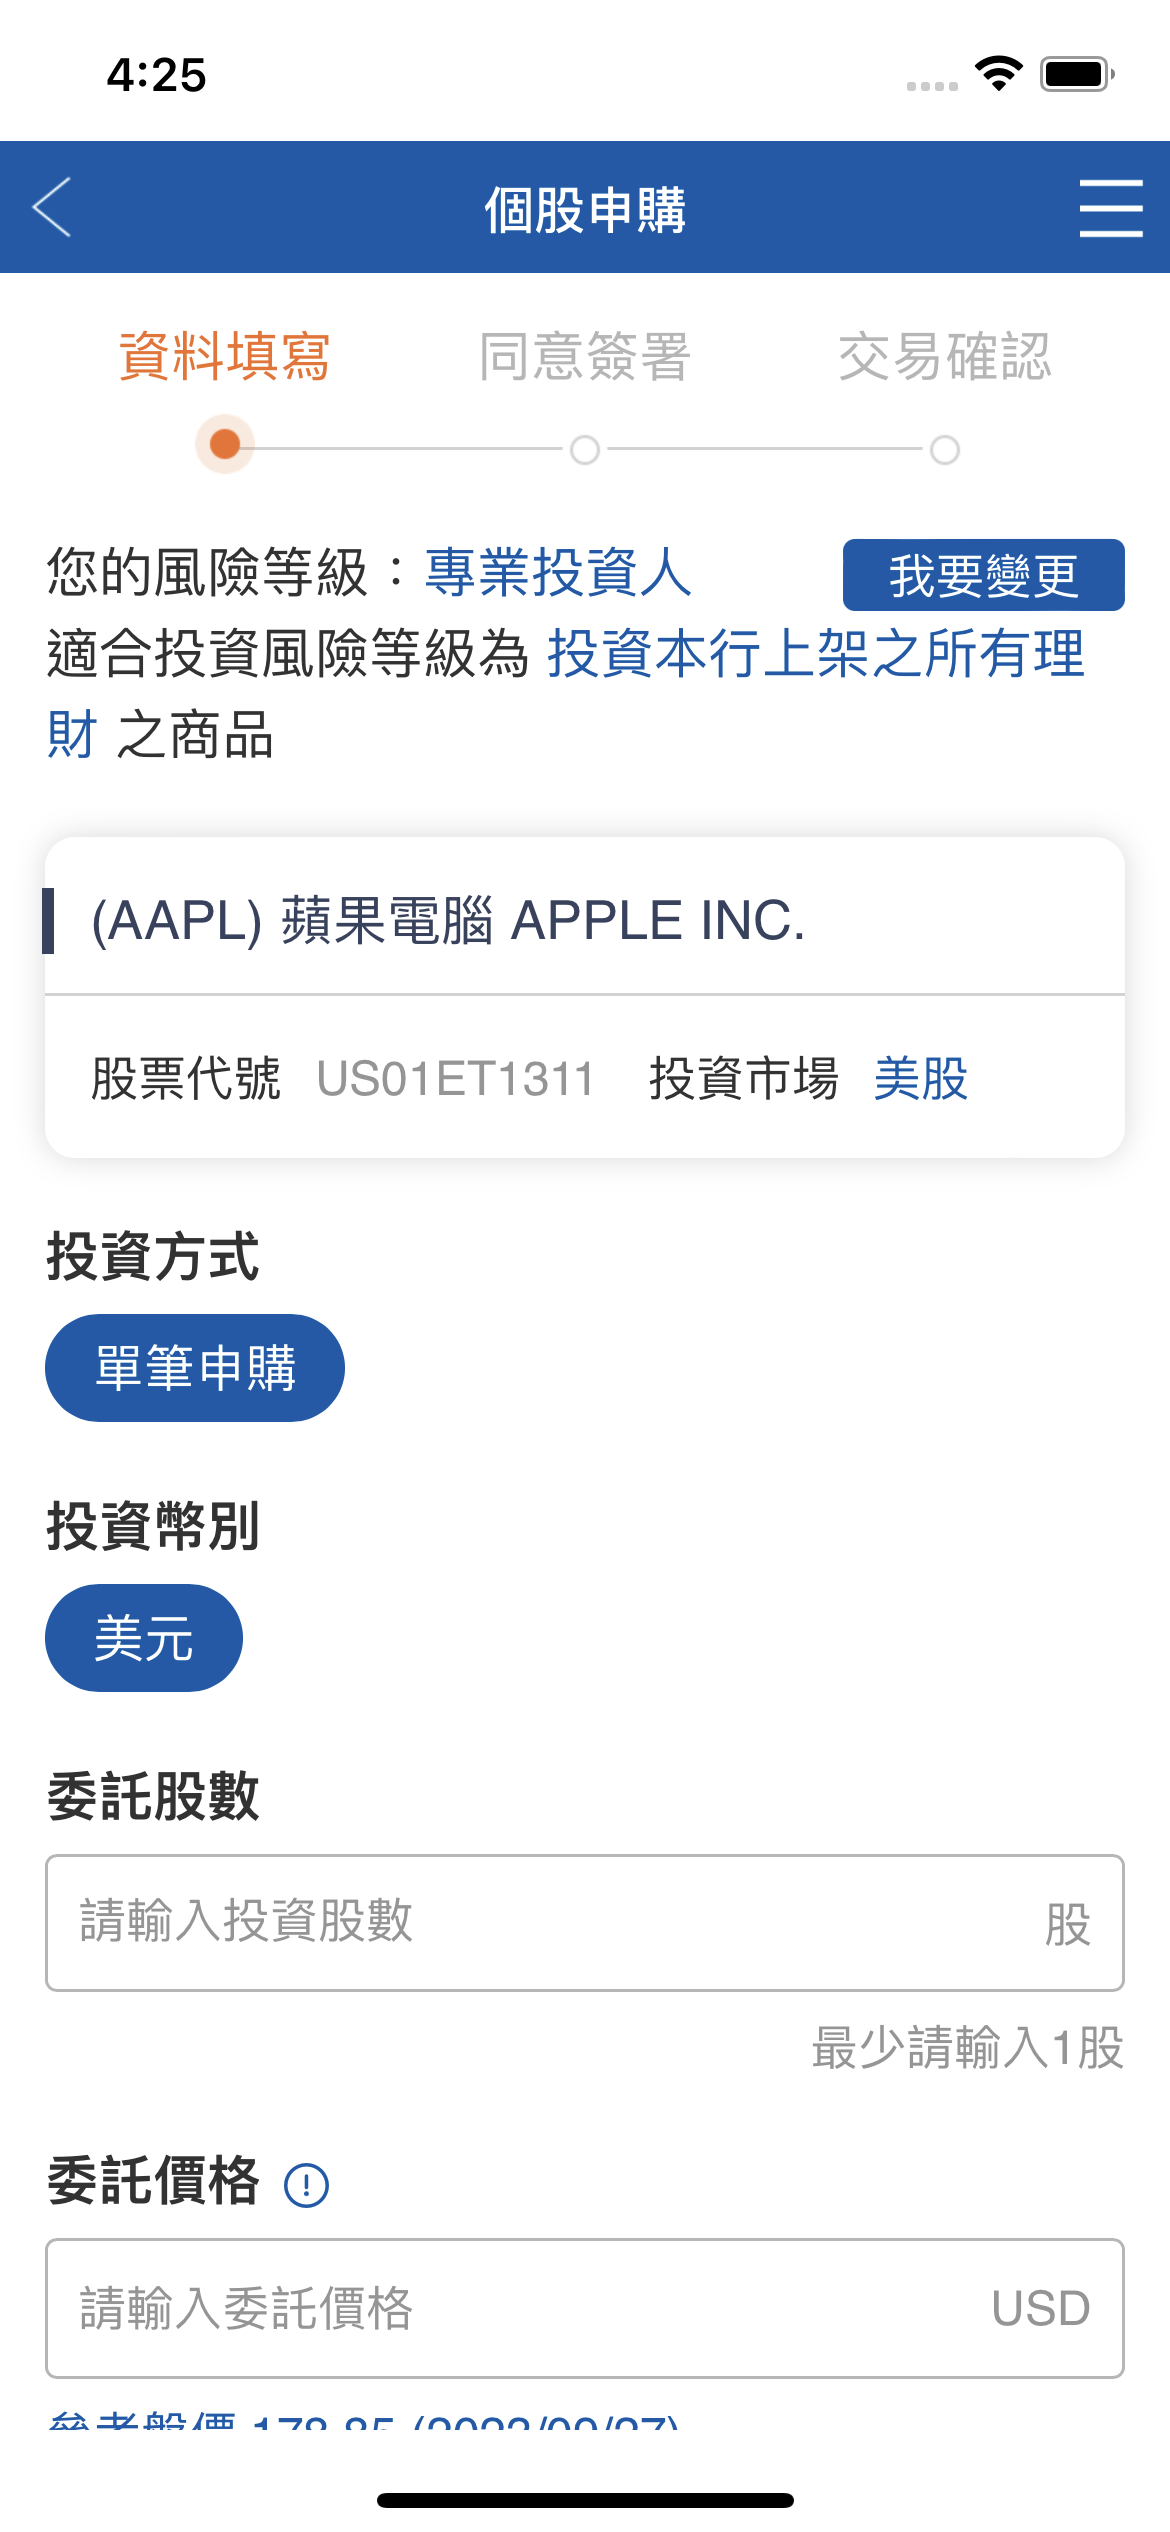 4:25
個股申購
資料填寫 同意簽署 交易確認
您的風險等級：專業投資人 我要變更
適合投資風險等級為 投資本行上架之所有理
財 之商品
(AAPL) 蘋果電腦 APPLE INC.
股票代號 US01ET1311 投資市場 美股
投資方式
單筆申購
投資幣別
美元
委託股數
請輸入投資股數 股
最少請輸入1股
委託價格
請輸入委託價格 USD